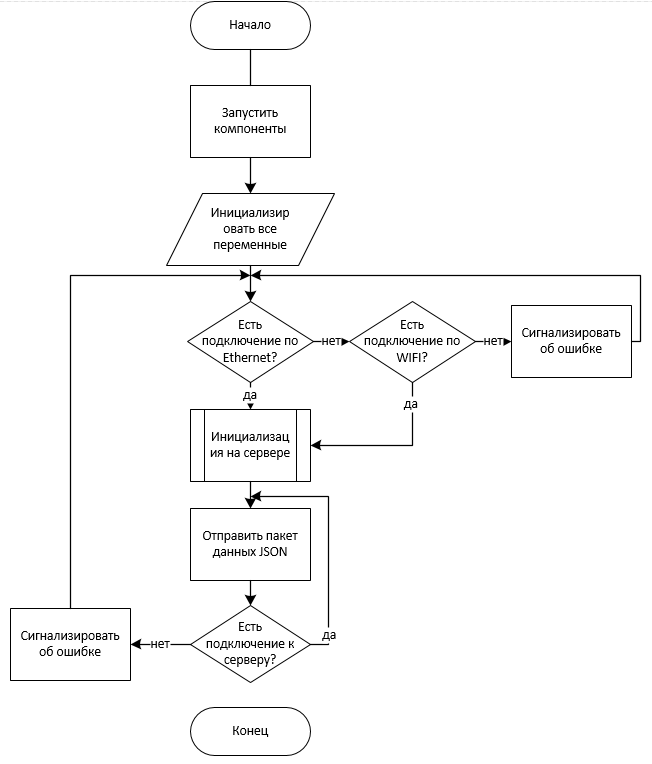 Начало
Запустить
компоненты
Инициализир
овать все
переменные
Есть
подключение по
Ethernet?
нет
Есть
подключение по
WIFI?
нет
Сигнализировать
об ошибке
да
да
Инициализац
ия на сервере
Отправить пакет
данных JSON
Есть
подключение к
серверу?
да
нет
Сигнализировать
об ошибке
Конец